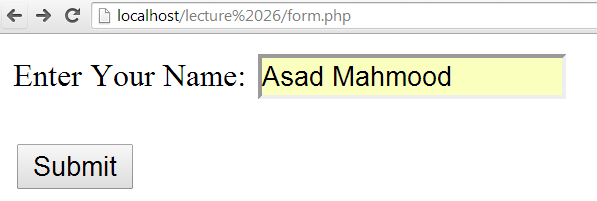 localhost/lecture%2026/form.php
Enter Your Name: Asad Mahmood
Submit